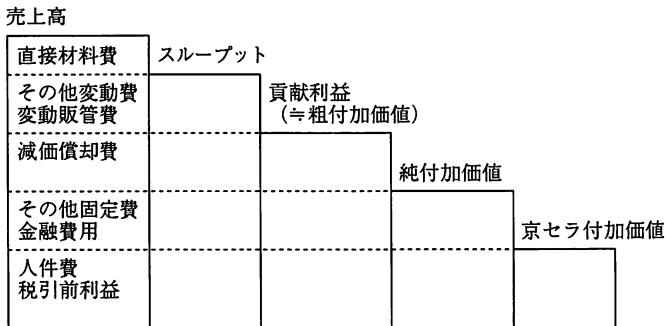 売上高
直接材料費
スループット
その他変動費
変動販管費
貢献利益
(≒粗付加価値)
減価償却費
純付加価値
その他固定費
金融費用
京セラ付加価値
人件費
税引前利益